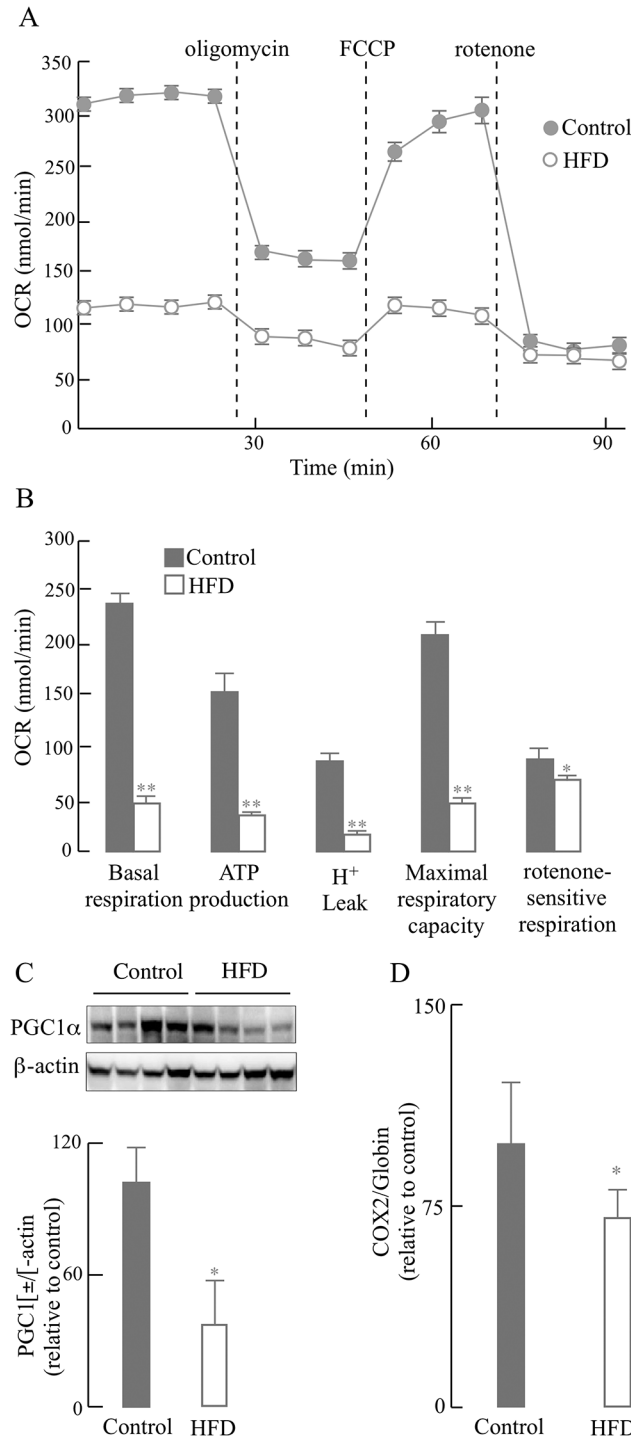 A
oligomycin FCCP rotenone
350
300
250
200
150
100
50
0
OCR (nmol/min)
Control
HFD
30 60 90
Time (min)
B
300
250
200
150
100
50
0
OCR (nmol/min)
Control
HFD
**
**
**
**
*
Basal
respiration
ATP
production
H+
Leak
Maximal
respiratory
capacity
rotenone-
sensitive
respiration
C
Control HFD
PGC1α
β-actin
120
60
0
PGC1[±/[-actin
(relative to control)
*
Control HFD
D
150
75
0
COX2/Globin
(relative to control)
*
Control HFD